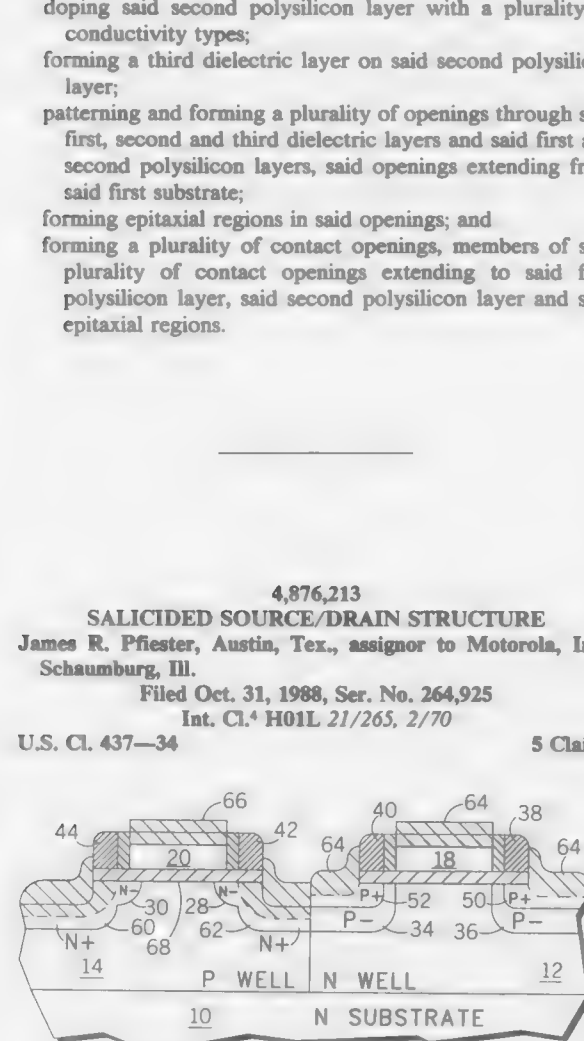 doping said second polysilicon layer with a plurality
conductivity types;
forming a third dielectric layer on said second polysilic
layer;
patterning and forming a plurality of openings through s
first, second and third dielectric layers and said first a
second polysilicon layers, said openings extending fr
said first substrate;
forming epitaxial regions in said openings; and
forming a plurality of contact openings, members of s
plurality of contact openings extending to said f
polysilicon layer, said second polysilicon layer and s
epitaxial regions.
4,876,213
SALICIDED SOURCE/DRAIN STRUCTURE
James R. Pfiester, Austin, Tex., assignor to Motorola, In
Schaumburg, Ill.
Filed Oct. 31, 1988, Ser. No. 264,925
Int. Cl.⁴ H01L 21/265, 2/70
U.S. Cl. 437—34 5 Clai
66 64
44 42 40 38
64 64
20 18
N- N- P+ P+
30 28 52 50
60 62 P- 34 36 P-
N+ 68 N+
14 P WELL N WELL 12
10 N SUBSTRATE